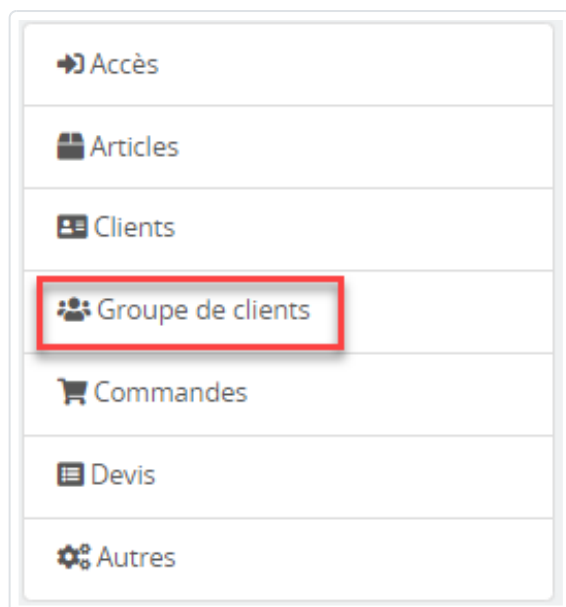 Accès
Articles
Clients
Groupe de clients
Commandes
Devis
Autres